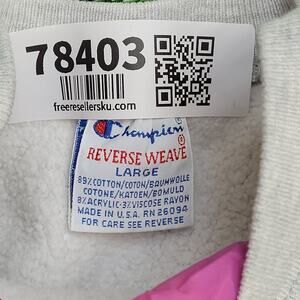 78403
freeresellersku.com
Champion
REVERSE WEAVE
LARGE
89% COTTON/COTON/BAUMWOLLE
COTONE/KATOEN/BOMULD
8% ACRYLIC-3% VISCOSE RAYON
MADE IN U.S.A. RN 26094
FOR CARE SEE REVERSE